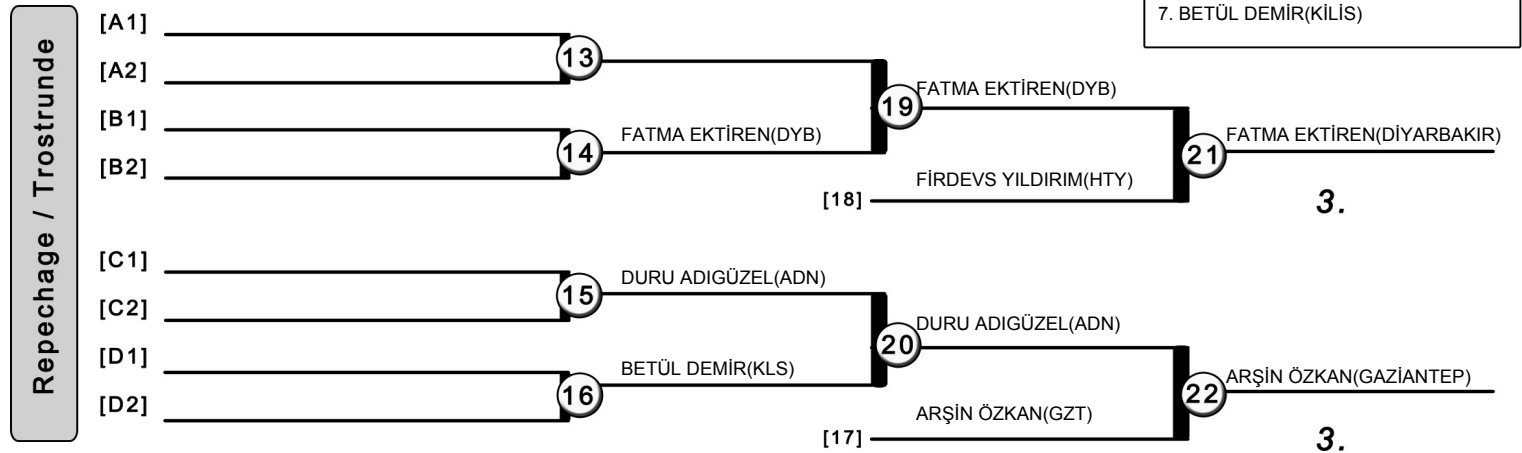 Repechage / Trostrunde
7. BETÜL DEMİR(KİLİS)
[A1]
[A2]
[B1]
[B2]
13
14
FATMA EKTİREN(DYB)
19
FATMA EKTİREN(DYB)
[18]
FİRDEVS YILDIRIM(HTY)
21
FATMA EKTİREN(DİYARBAKIR)
3.
[C1]
[C2]
[D1]
[D2]
15
DURU ADIGÜZEL(ADN)
16
BETÜL DEMİR(KLS)
20
DURU ADIGÜZEL(ADN)
[17]
ARŞİN ÖZKAN(GZT)
22
ARŞİN ÖZKAN(GAZİANTEP)
3.